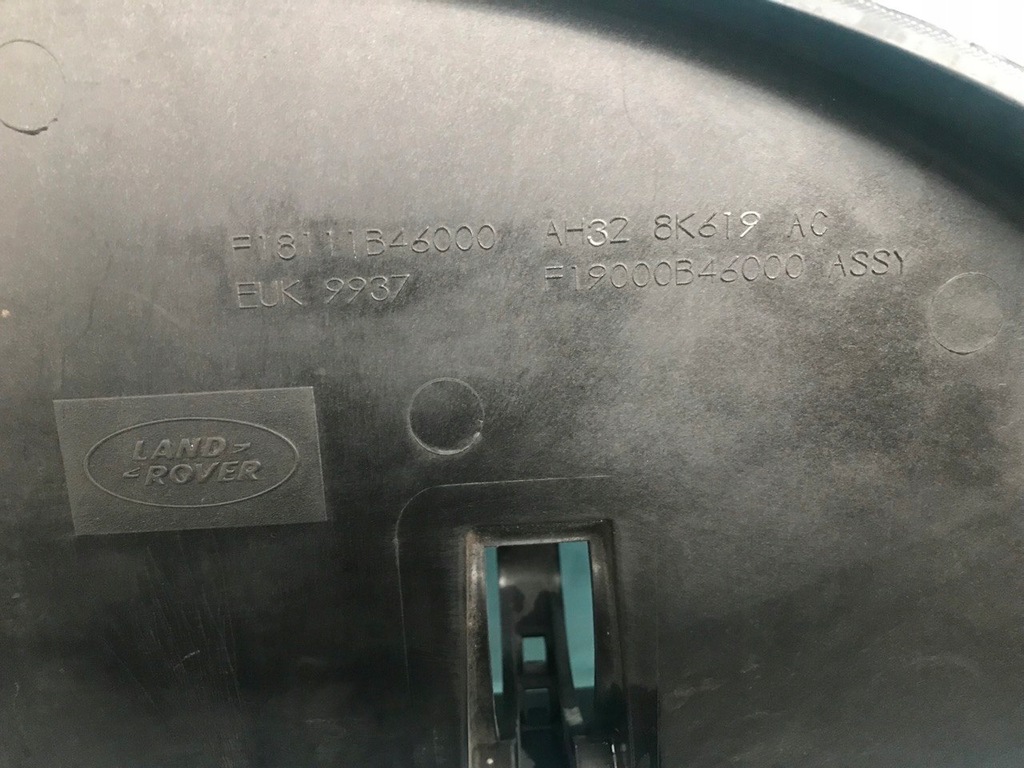 F18111B46000 AH32 8K619 AC
EUK 9937 F19000B46000 ASSY
LAND
ROVER